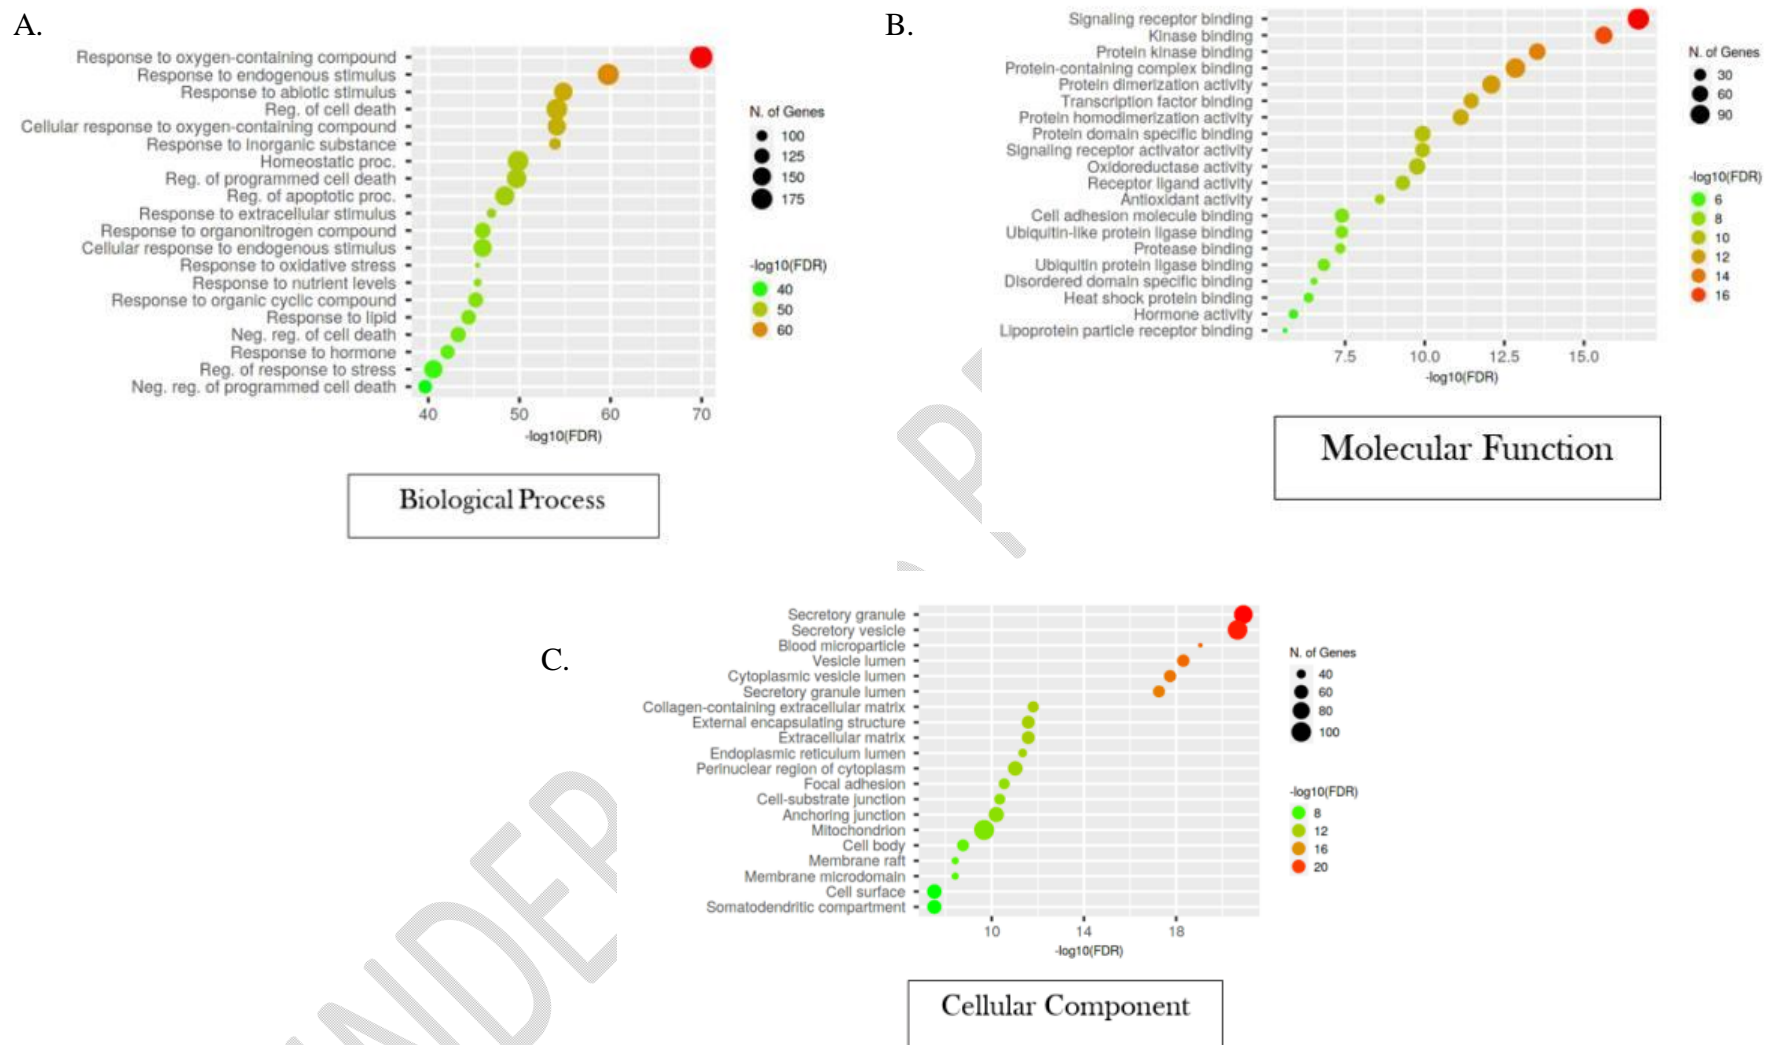 A.
Response to oxygen-containing compound
Response to endogenous stimulus
Response to abiotic stimulus
Reg. of cell death
Cellular response to oxygen-containing compound
Response to inorganic substance
Homeostatic proc.
Reg. of programmed cell death
Reg. of apoptotic proc.
Response to extracellular stimulus
Response to organonitrogen compound
Cellular response to endogenous stimulus
Response to oxidative stress
Response to nutrient levels
Response to organic cyclic compound
Response to lipid
Neg. reg. of cell death
Response to hormone
Reg. of response to stress
Neg. reg. of programmed cell death
40 50 60 70
-log10(FDR)
N. of Genes
100
125
150
175
-log10(FDR)
40
50
60
Biological Process
B.
Signaling receptor binding
Kinase binding
Protein kinase binding
Protein-containing complex binding
Protein dimerization activity
Transcription factor binding
Protein homodimerization activity
Protein domain specific binding
Signaling receptor activator activity
Oxidoreductase activity
Receptor ligand activity
Antioxidant activity
Cell adhesion molecule binding
Ubiquitin-like protein ligase binding
Protease binding
Ubiquitin protein ligase binding
Disordered domain specific binding
Heat shock protein binding
Hormone activity
Lipoprotein particle receptor binding
7.5 10.0 12.5 15.0
-log10(FDR)
N. of Genes
30
60
90
-log10(FDR)
6
8
10
12
14
16
Molecular Function
C.
Secretory granule
Secretory vesicle
Blood microparticle
Vesicle lumen
Cytoplasmic vesicle lumen
Secretory granule lumen
Collagen-containing extracellular matrix
External encapsulating structure
Extracellular matrix
Endoplasmic reticulum lumen
Perinuclear region of cytoplasm
Focal adhesion
Cell-substrate junction
Anchoring junction
Mitochondrion
Cell body
Membrane raft
Membrane microdomain
Cell surface
Somatodendritic compartment
10 14 18
-log10(FDR)
N. of Genes
40
60
80
100
-log10(FDR)
8
12
16
20
Cellular Component